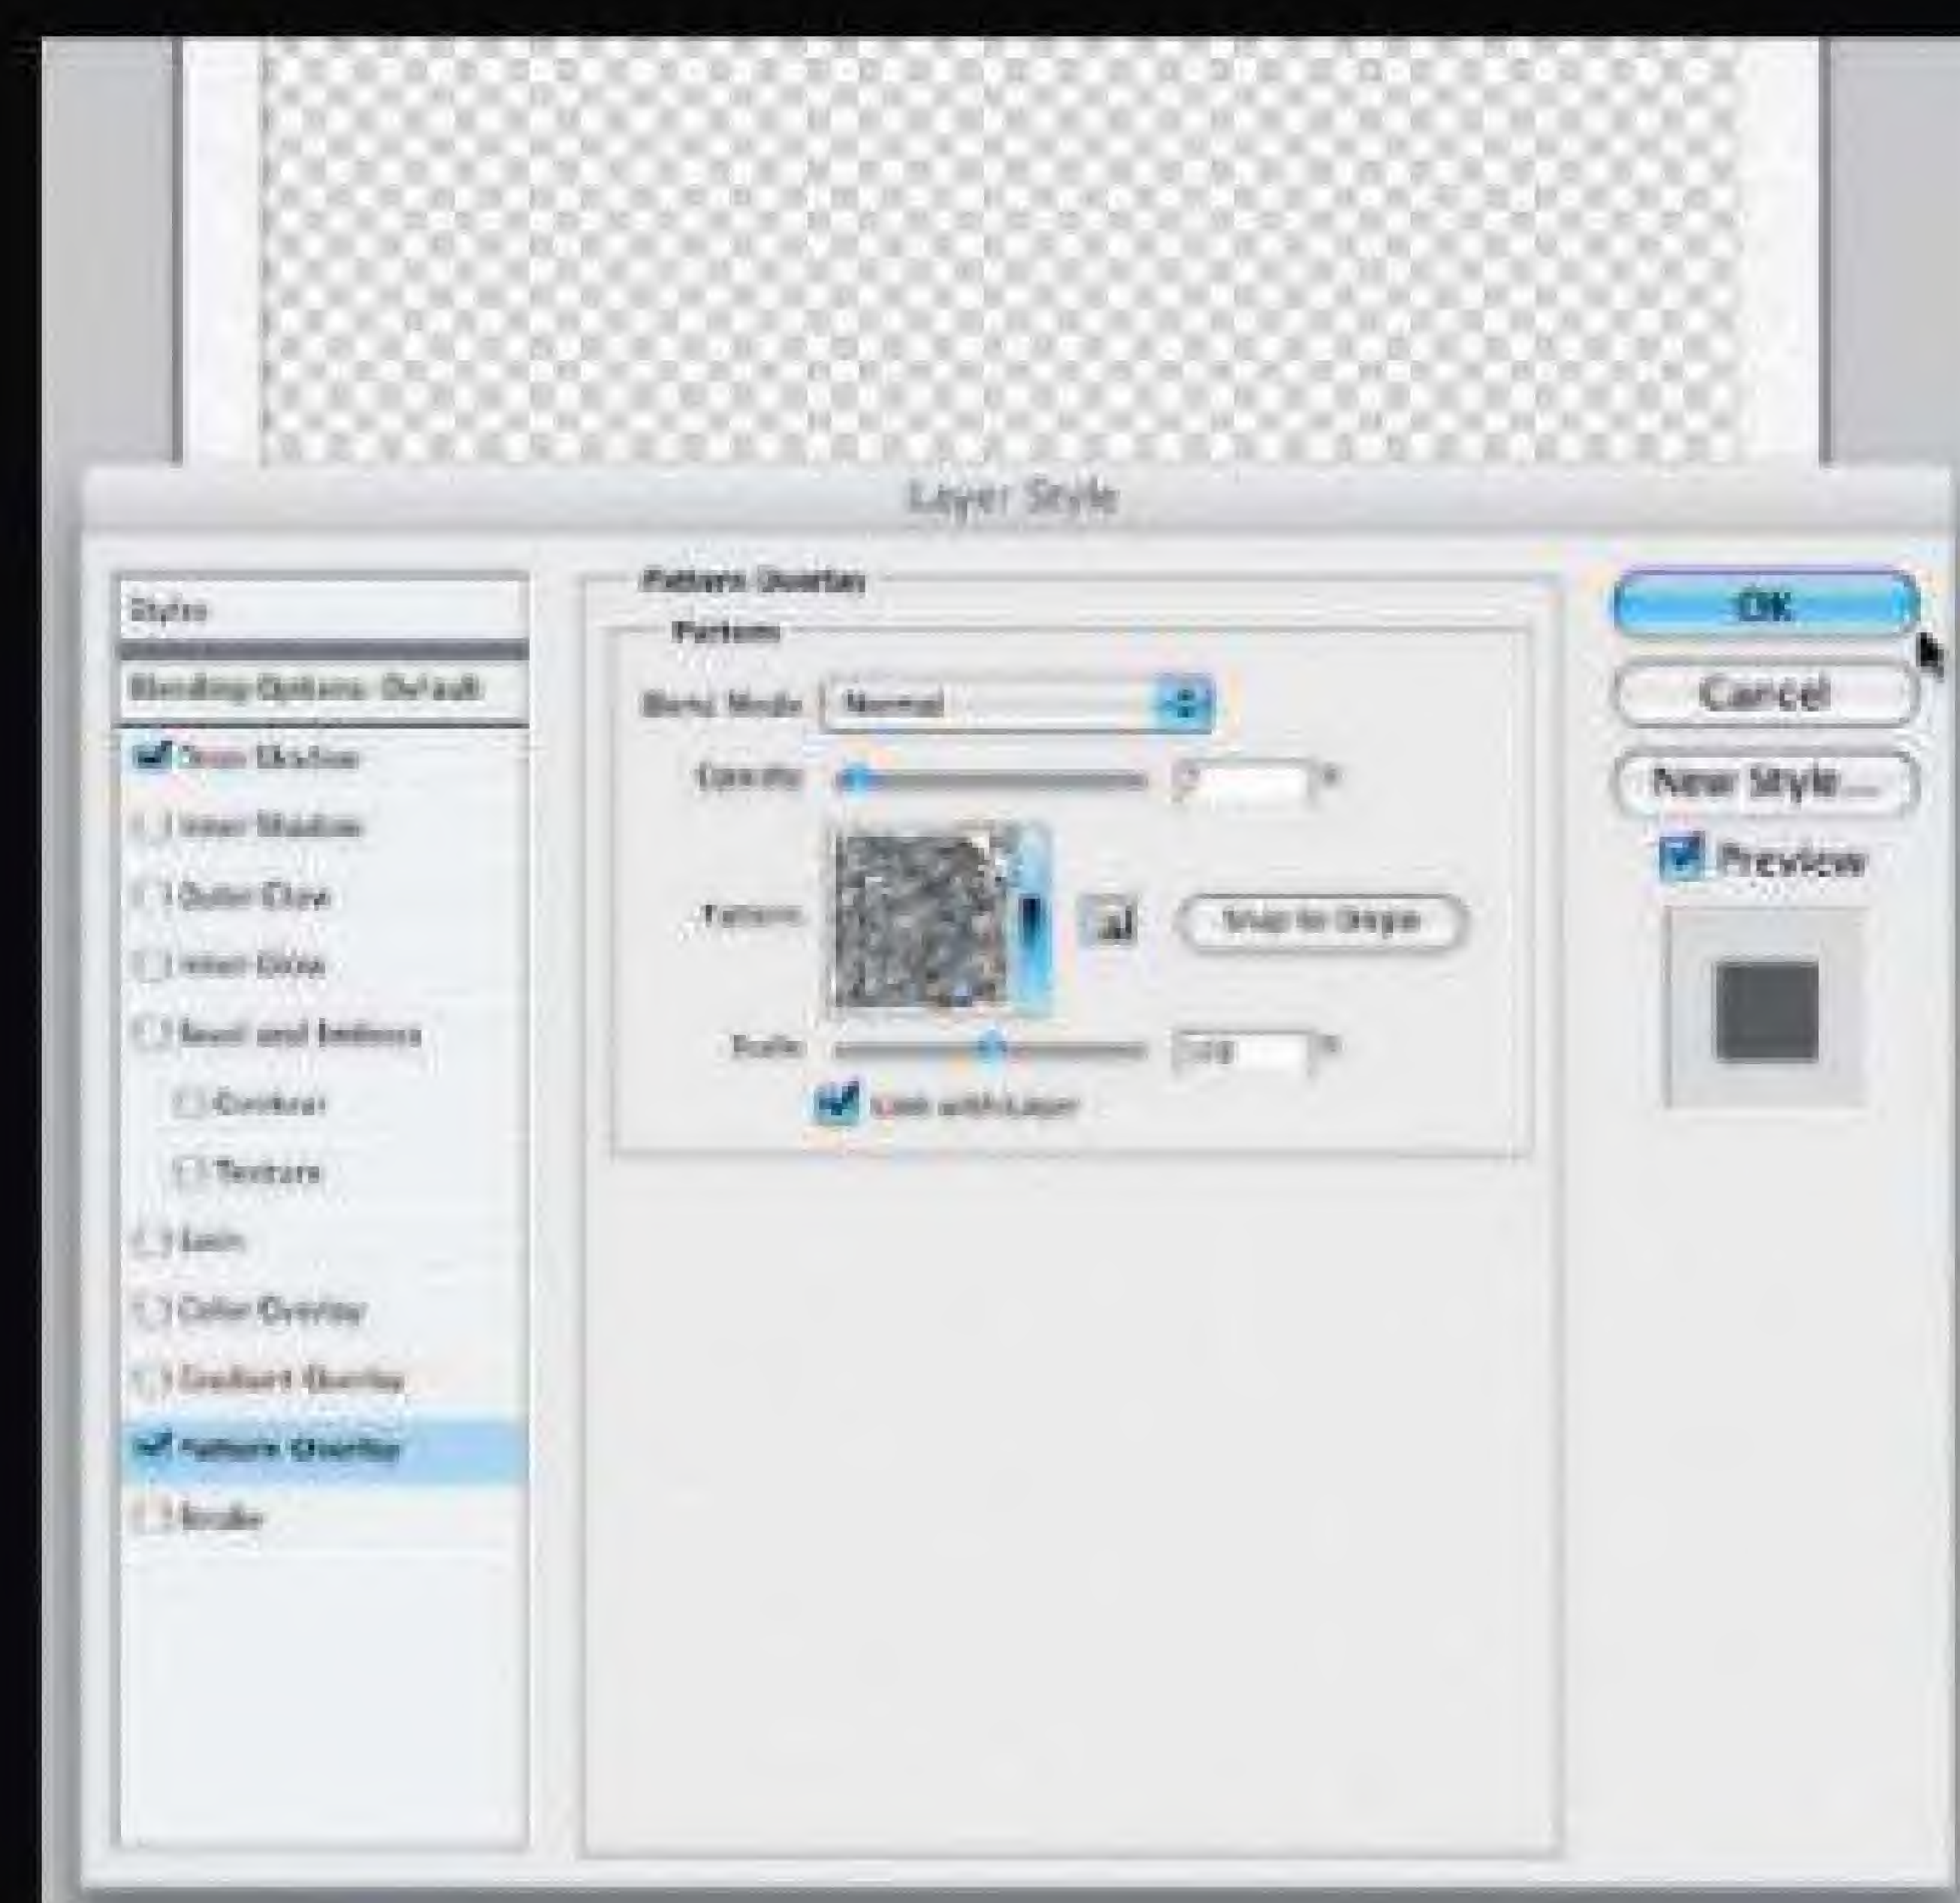 Layer Style
Styles
Blending Options: Default
Drop Shadow
Inner Shadow
Outer Glow
Inner Glow
Bevel and Emboss
Contour
Texture
Satin
Color Overlay
Gradient Overlay
Pattern Overlay
Stroke
Pattern Overlay
Pattern
Blend Mode: Normal
Opacity:
Pattern:
Snap to Origin
Scale:
Link with Layer
OK
Cancel
New Style...
Preview